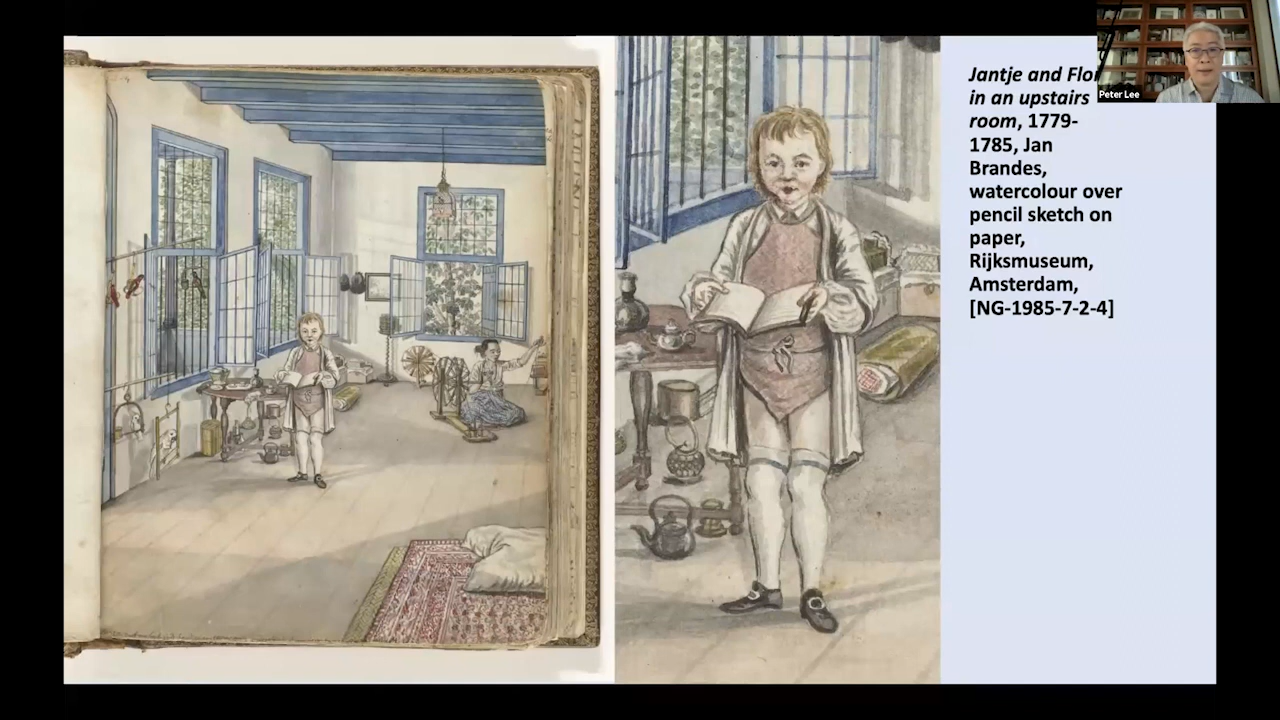 Jantje and Flor
in an upstairs
room, 1779-
1785, Jan
Brandes,
watercolour over
pencil sketch on
paper,
Rijksmuseum,
Amsterdam,
[NG-1985-7-2-4]
Peter Lee